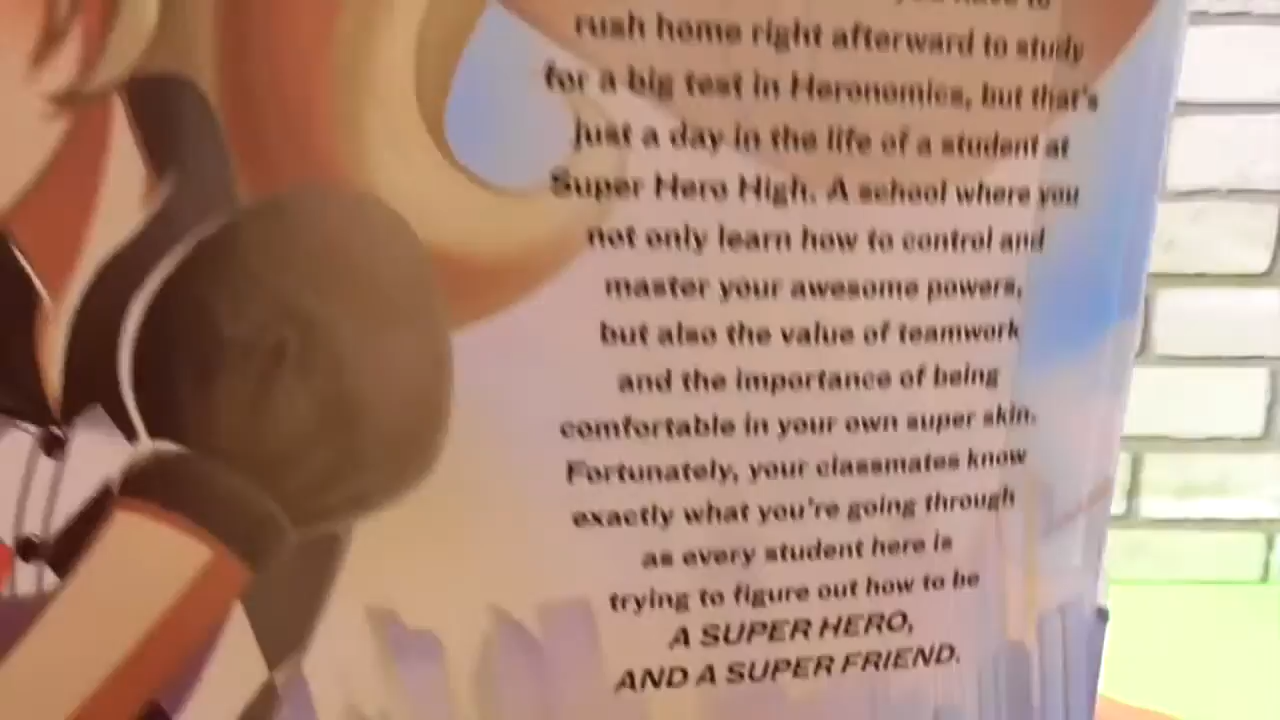 you have to
rush home right afterward to study
for a big test in Heronomics, but that's
just a day in the life of a student at
Super Hero High. A school where you
not only learn how to control and
master your awesome powers,
but also the value of teamwork
and the importance of being
comfortable in your own super skin.
Fortunately, your classmates know
exactly what you're going through
as every student here is
trying to figure out how to be
A SUPER HERO,
AND A SUPER FRIEND.